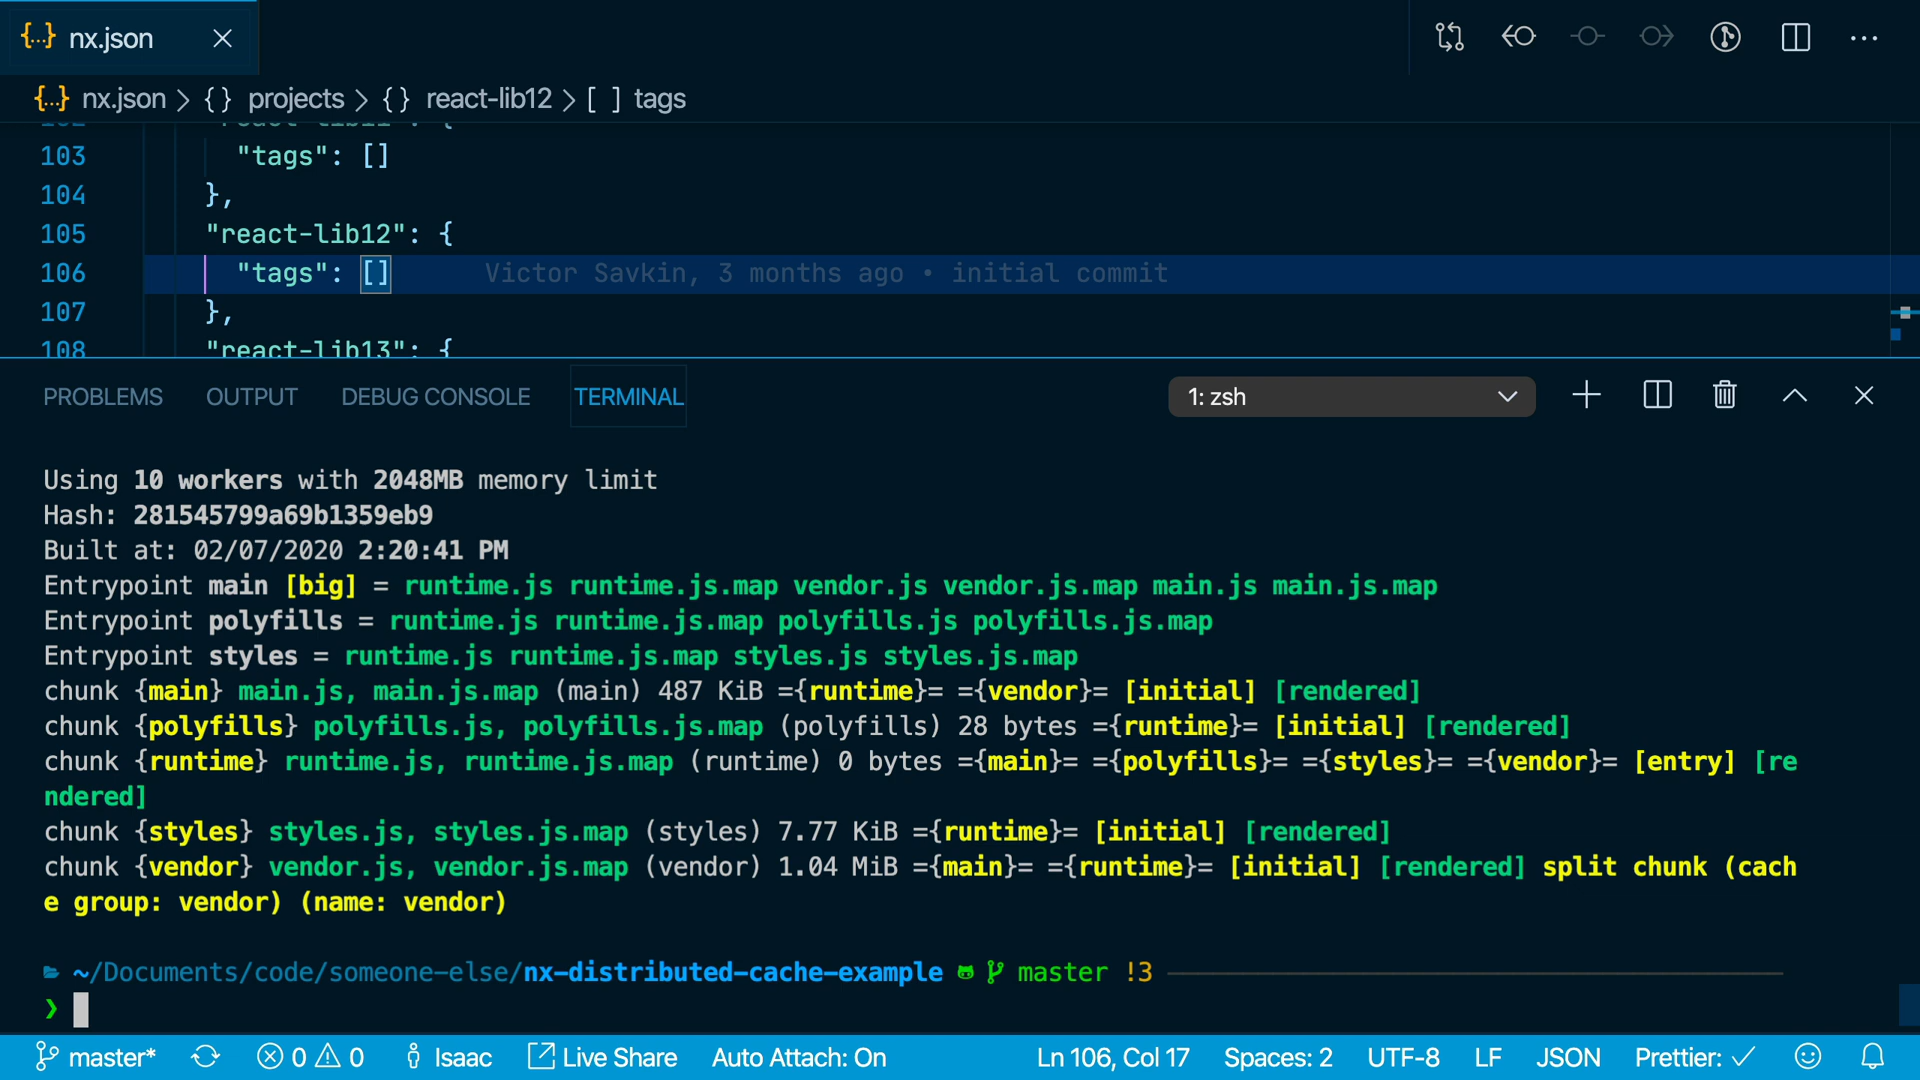 {..} nx.json
{..} nx.json > {} projects > {} react-lib12 > [ ] tags
102 "react-lib11": {
103 "tags": []
104 },
105 "react-lib12": {
106 "tags": [] Victor Savkin, 3 months ago • initial commit
107 },
108 "react-lib13": {
PROBLEMS OUTPUT DEBUG CONSOLE TERMINAL 1: zsh
Using 10 workers with 2048MB memory limit
Hash: 281545799a69b1359eb9
Built at: 02/07/2020 2:20:41 PM
Entrypoint main [big] = runtime.js runtime.js.map vendor.js vendor.js.map main.js main.js.map
Entrypoint polyfills = runtime.js runtime.js.map polyfills.js polyfills.js.map
Entrypoint styles = runtime.js runtime.js.map styles.js styles.js.map
chunk {main} main.js, main.js.map (main) 487 KiB ={runtime}= ={vendor}= [initial] [rendered]
chunk {polyfills} polyfills.js, polyfills.js.map (polyfills) 28 bytes ={runtime}= [initial] [rendered]
chunk {runtime} runtime.js, runtime.js.map (runtime) 0 bytes ={main}= ={polyfills}= ={styles}= ={vendor}= [entry] [re
ndered]
chunk {styles} styles.js, styles.js.map (styles) 7.77 KiB ={runtime}= [initial] [rendered]
chunk {vendor} vendor.js, vendor.js.map (vendor) 1.04 MiB ={main}= ={runtime}= [initial] [rendered] split chunk (cach
e group: vendor) (name: vendor)
~/Documents/code/someone-else/nx-distributed-cache-example master !3
❯
master* 0 0 Isaac Live Share Auto Attach: On Ln 106, Col 17 Spaces: 2 UTF-8 LF JSON Prettier: ✓